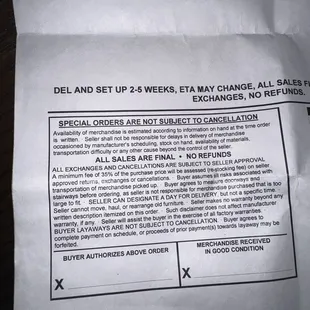 DEL AND SET UP 2-5 WEEKS, ETA MAY CHANGE, ALL SALES
EXCHANGES, NO REFUNDS.
SPECIAL ORDERS ARE NOT SUBJECT TO CANCELLATION
Availability of merchandise is estimated according to information on hand at the time order
is written. Seller shall not be responsible for delays in delivery of merchandise
occasioned by manufacturer's scheduling, stock on hand, availability of materials,
transportation difficulty or any other cause beyond the control of the seller.
ALL SALES ARE FINAL • NO REFUNDS
ALL EXCHANGES AND CANCELLATIONS ARE SUBJECT TO SELLER APPROVAL
A minimum fee of 35% of the purchase price will be assessed (re-stocking fee) on seller
approved returns, exchanges or cancellation. Buyer assumes all risks associated with
transportation of merchandise picked up. Buyer agrees to measure doorways and
stairways before ordering, as seller is not responsible for merchandise purchased that is too
large to fit. SELLER CAN DESIGNATE A DAY FOR DELIVERY, but not a specific time.
Seller cannot move, haul, or rearrange old furniture. Seller makes no warranty beyond any
written description itemized on this order. Such disclaimer does not affect manufacturer
warranty, if any. Seller will assist the buyer in the exercise of all factory warranties.
BUYER LAYAWAYS ARE NOT SUBJECT TO CANCELLATION. Buyer agrees to
complete payment on schedule, or proceeds of prior payment(s) towards layaway may be
forfeited.
BUYER AUTHORIZES ABOVE ORDER
X
MERCHANDISE RECEIVED
IN GOOD CONDITION
X